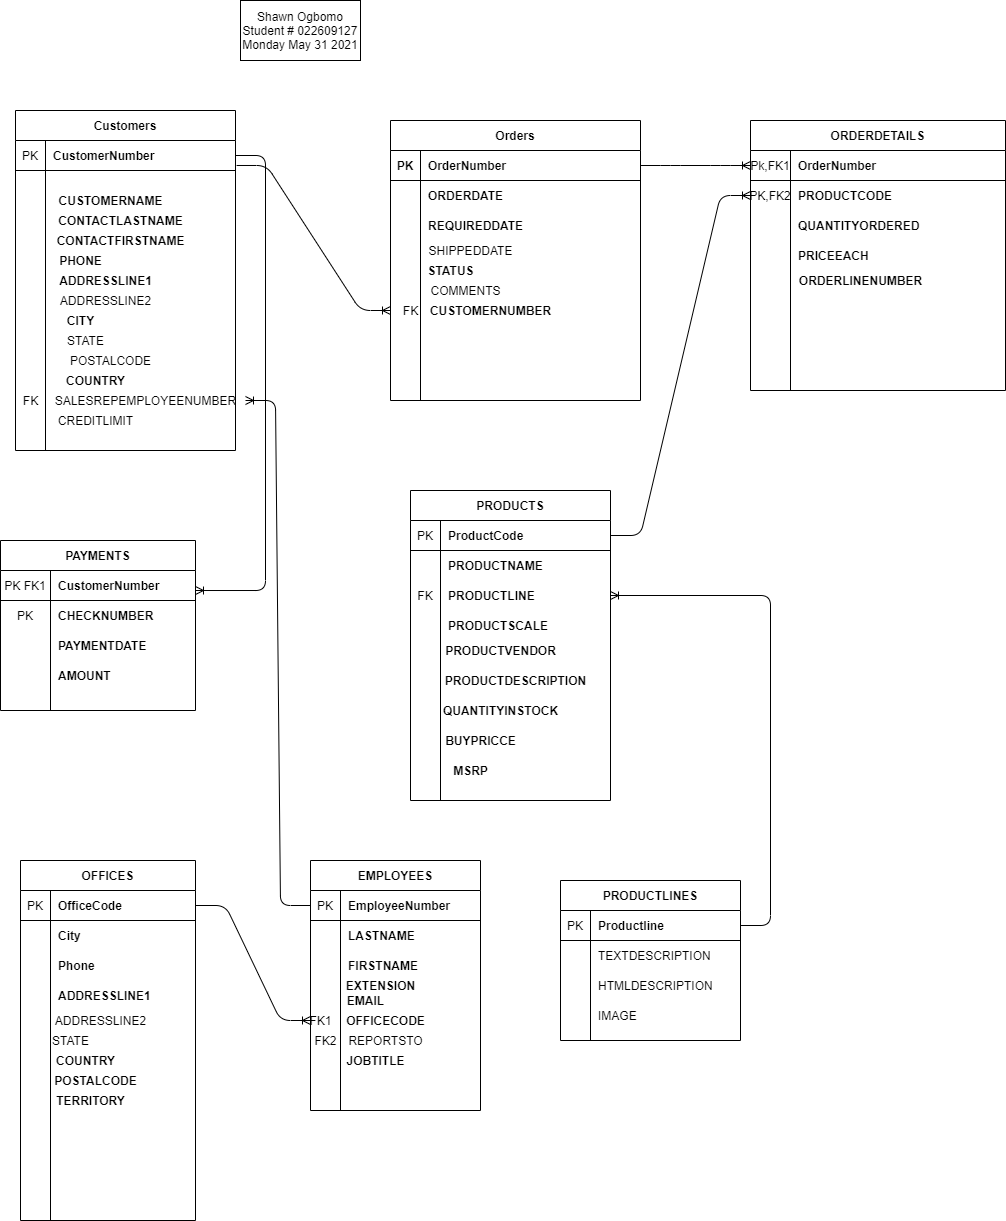 Shawn Ogbomo
Student # 022609127
Monday May 31 2021
Customers
PK CustomerNumber
CUSTOMERNAME
CONTACTLASTNAME
CONTACTFIRSTNAME
PHONE
ADDRESSLINE1
ADDRESSLINE2
CITY
STATE
POSTALCODE
COUNTRY
FK SALESREPEMPLOYEENUMBER
CREDITLIMIT
Orders
PK OrderNumber
ORDERDATE
REQUIREDDATE
SHIPPEDDATE
STATUS
COMMENTS
FK CUSTOMERNUMBER
ORDERDETAILS
Pk,FK1 OrderNumber
PK,FK2 PRODUCTCODE
QUANTITYORDERED
PRICEEACH
ORDERLINENUMBER
PAYMENTS
PK FK1 CustomerNumber
PK CHECKNUMBER
PAYMENTDATE
AMOUNT
PRODUCTS
PK ProductCode
PRODUCTNAME
FK PRODUCTLINE
PRODUCTSCALE
PRODUCTVENDOR
PRODUCTDESCRIPTION
QUANTITYINSTOCK
BUYPRICCE
MSRP
OFFICES
PK OfficeCode
City
Phone
ADDRESSLINE1
ADDRESSLINE2
STATE
COUNTRY
POSTALCODE
TERRITORY
EMPLOYEES
PK EmployeeNumber
LASTNAME
FIRSTNAME
EXTENSION
EMAIL
FK1 OFFICECODE
FK2 REPORTSTO
JOBTITLE
PRODUCTLINES
PK Productline
TEXTDESCRIPTION
HTMLDESCRIPTION
IMAGE